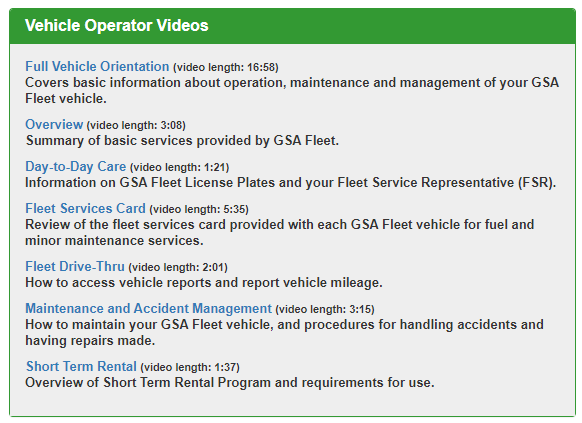 Vehicle Operator Videos
Full Vehicle Orientation (video length: 16:58)
Covers basic information about operation, maintenance and management of your GSA
Fleet vehicle.
Overview (video length: 3:08)
Summary of basic services provided by GSA Fleet.
Day-to-Day Care (video length: 1:21)
Information on GSA Fleet License Plates and your Fleet Service Representative (FSR).
Fleet Services Card (video length: 5:35)
Review of the fleet services card provided with each GSA Fleet vehicle for fuel and
minor maintenance services.
Fleet Drive-Thru (video length: 2:01)
How to access vehicle reports and report vehicle mileage.
Maintenance and Accident Management (video length: 3:15)
How to maintain your GSA Fleet vehicle, and procedures for handling accidents and
having repairs made.
Short Term Rental (video length: 1:37)
Overview of Short Term Rental Program and requirements for use.